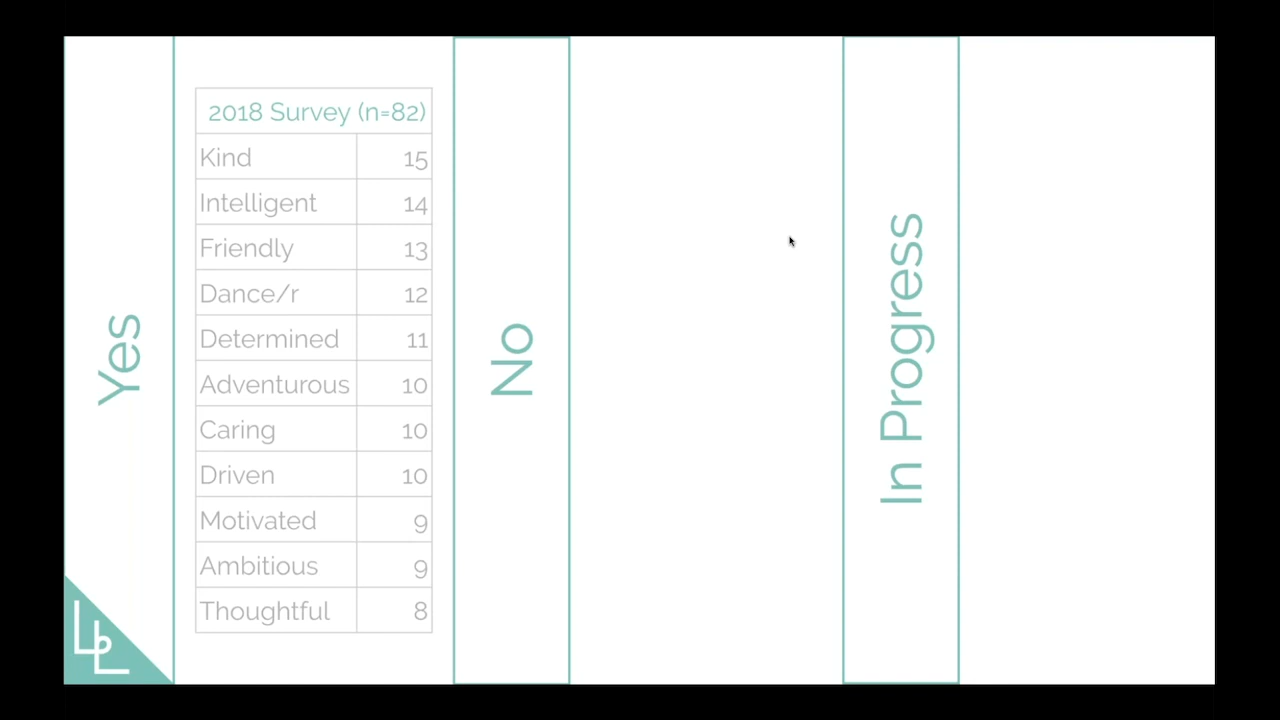 Yes
2018 Survey (n=82)
Kind 15
Intelligent 14
Friendly 13
Dance/r 12
Determined 11
Adventurous 10
Caring 10
Driven 10
Motivated 9
Ambitious 9
Thoughtful 8
No
In Progress
LPL